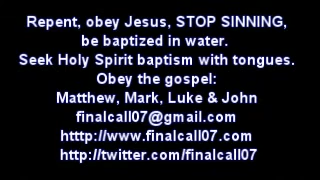 Repent, obey Jesus, STOP SINNING,
be baptized in water.
Seek Holy Spirit baptism with tongues.
Obey the gospel:
Matthew, Mark, Luke & John
finalcall07@gmail.com
htttp://www.finalcall07.com
http://twitter.com/finalcall07